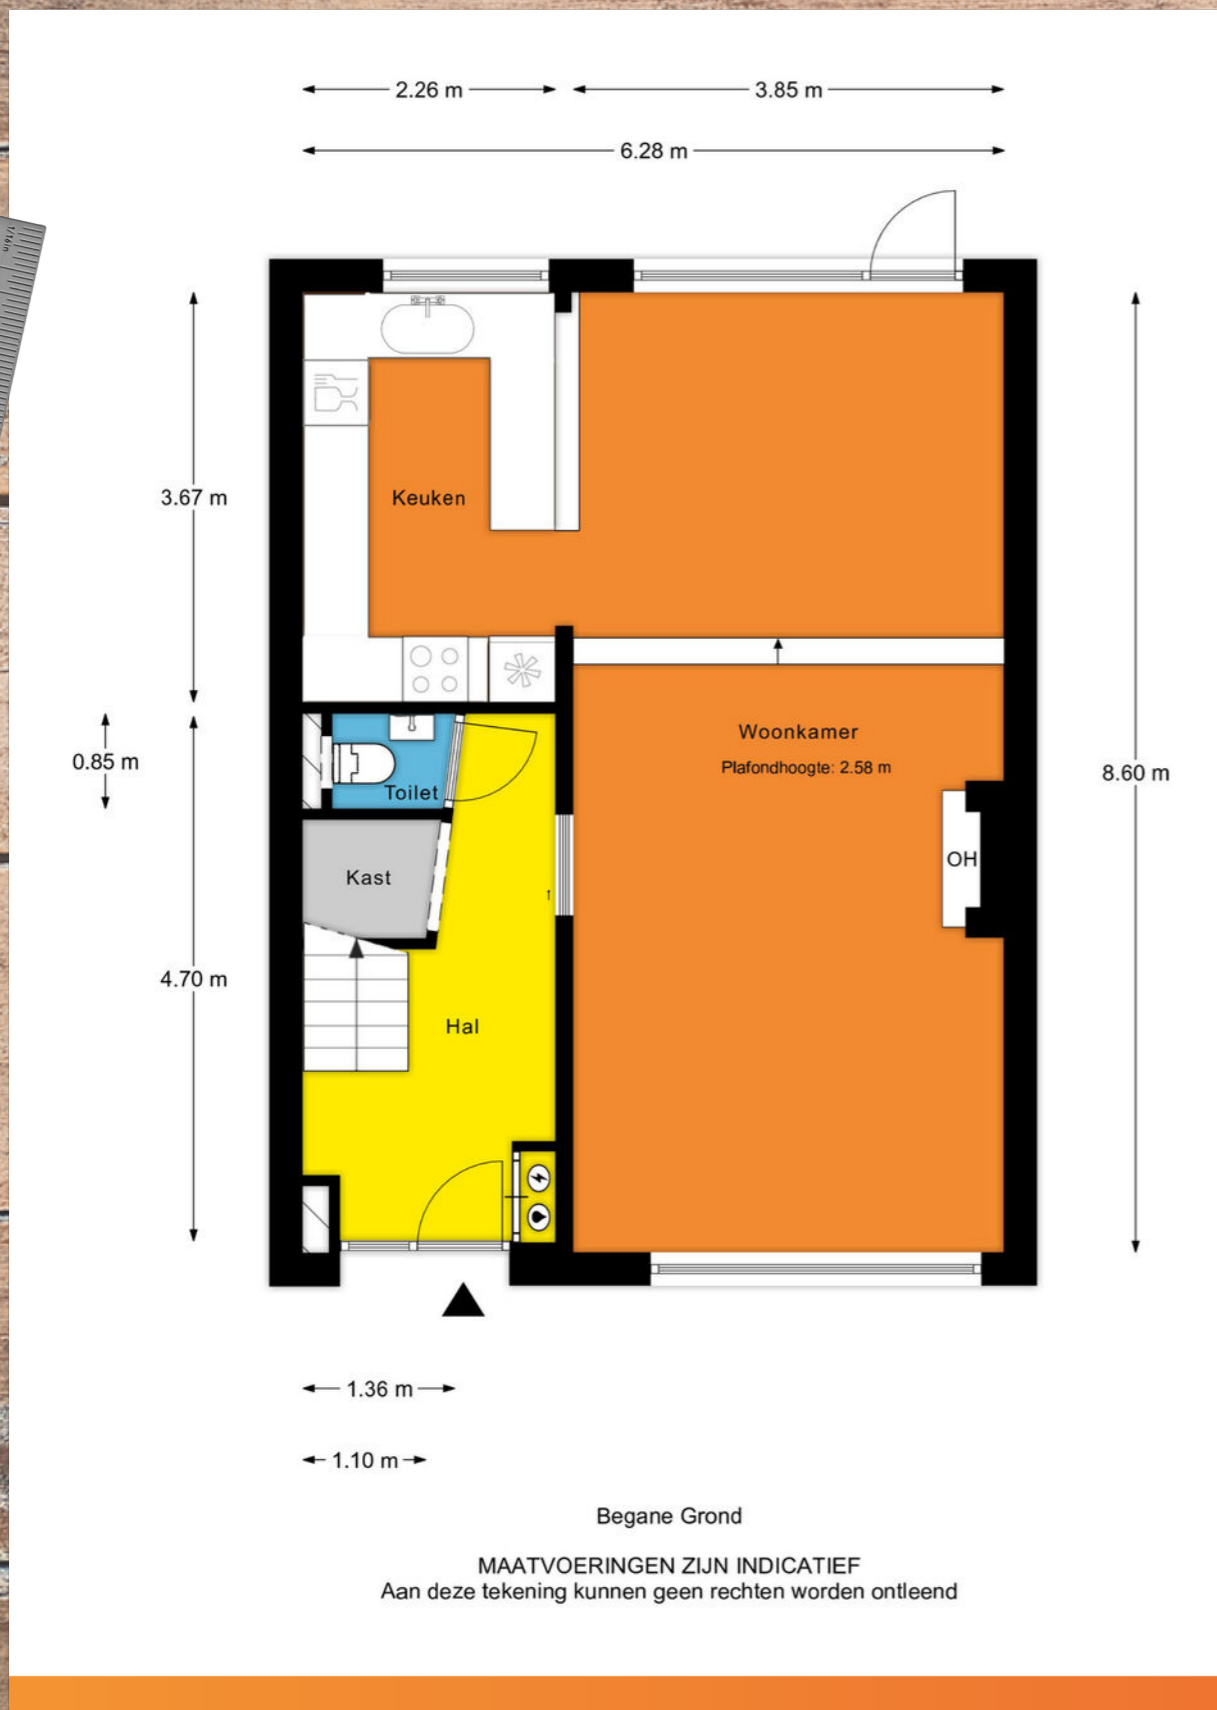 2.26 m
3.85 m
6.28 m
1/16in
3.67 m
Keuken
Woonkamer
Plafondhoogte: 2.58 m
0.85 m
Toilet
8.60 m
OH
Kast
4.70 m
Hal
1.36 m
1.10 m
Begane Grond
MAATVOERINGEN ZIJN INDICATIEF
Aan deze tekening kunnen geen rechten worden ontleend